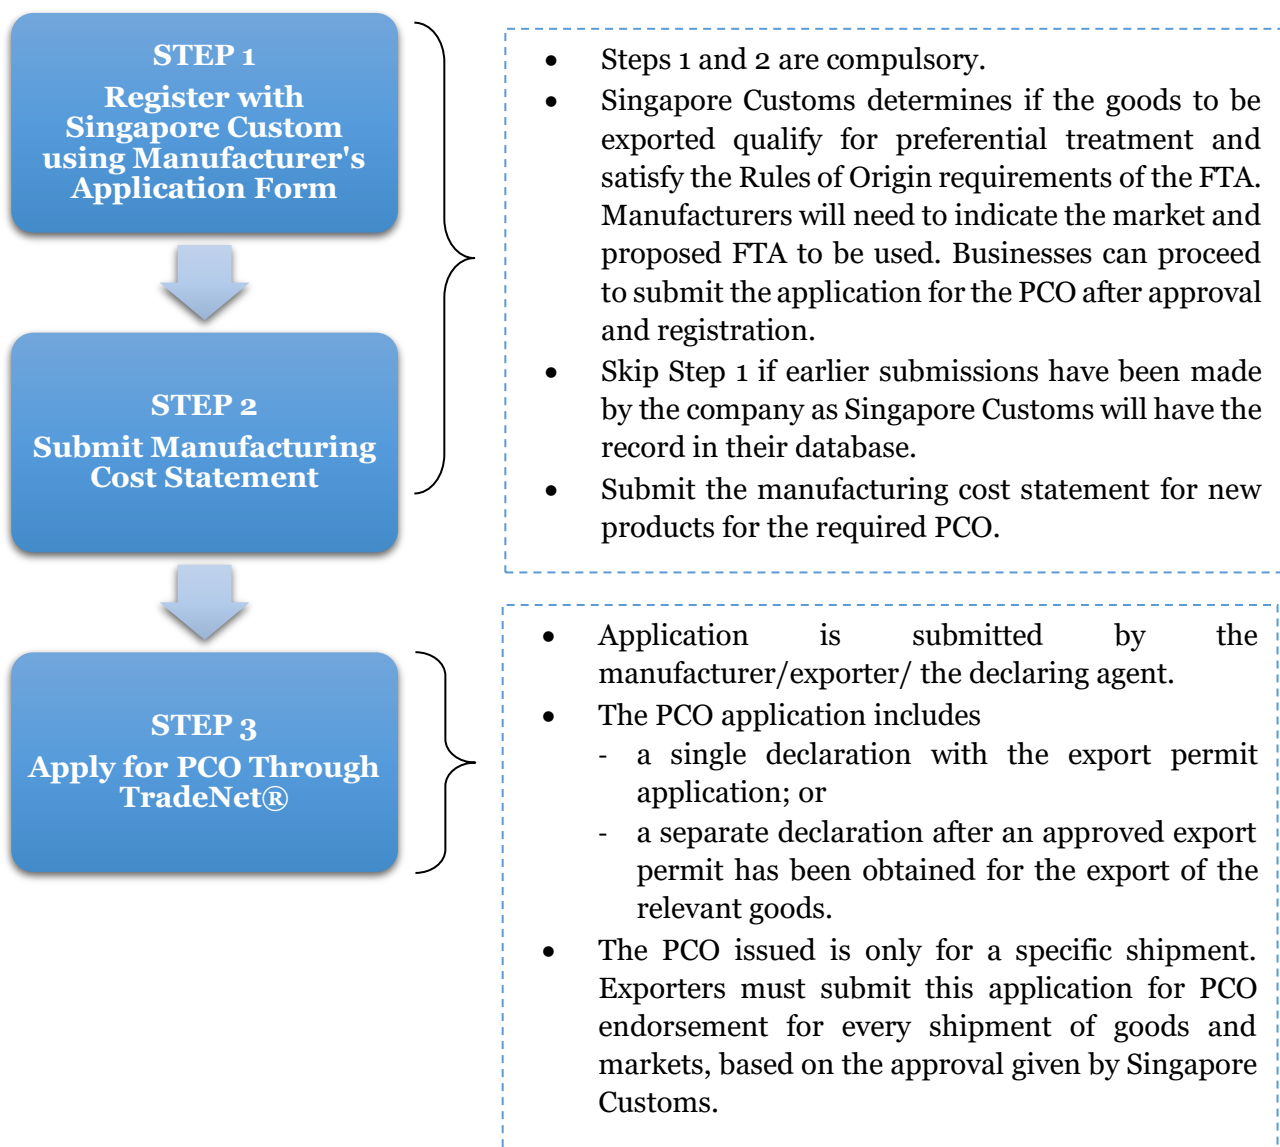 STEP 1
Register with
Singapore Custom
using Manufacturer's
Application Form
STEP 2
Submit Manufacturing
Cost Statement
STEP 3
Apply for PCO Through
TradeNet®
• Steps 1 and 2 are compulsory.
• Singapore Customs determines if the goods to be
exported qualify for preferential treatment and
satisfy the Rules of Origin requirements of the FTA.
Manufacturers will need to indicate the market and
proposed FTA to be used. Businesses can proceed
to submit the application for the PCO after approval
and registration.
• Skip Step 1 if earlier submissions have been made
by the company as Singapore Customs will have the
record in their database.
• Submit the manufacturing cost statement for new
products for the required PCO.
• Application is submitted by the
manufacturer/exporter/ the declaring agent.
• The PCO application includes
- a single declaration with the export permit
application; or
- a separate declaration after an approved export
permit has been obtained for the export of the
relevant goods.
• The PCO issued is only for a specific shipment.
Exporters must submit this application for PCO
endorsement for every shipment of goods and
markets, based on the approval given by Singapore
Customs.